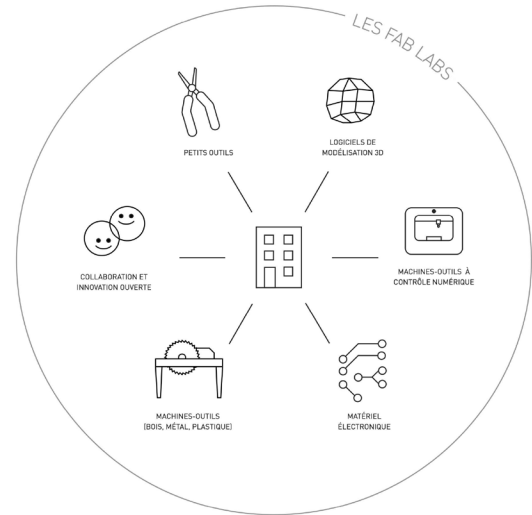 LES FAB LABS
PETITS OUTILS
LOGICIELS DE
MODÉLISATION 3D
COLLABORATION ET
INNOVATION OUVERTE
MACHINES-OUTILS À
CONTRÔLE NUMÉRIQUE
MACHINES-OUTILS
(BOIS, MÉTAL, PLASTIQUE)
MATÉRIEL
ÉLECTRONIQUE